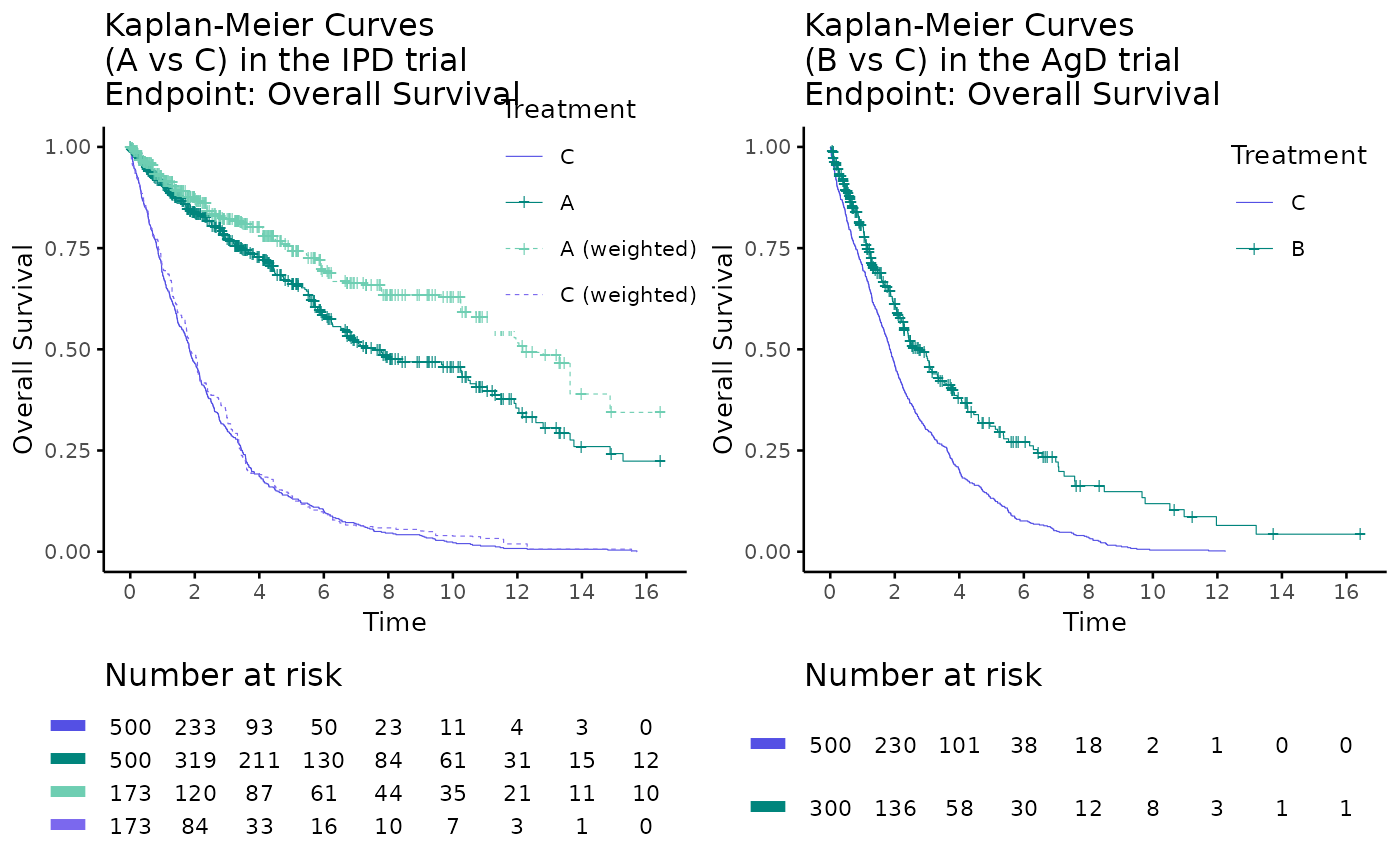 Kaplan-Meier Curves
(A vs C) in the IPD trial
Endpoint: Overall Survival
Treatment
C
A
A (weighted)
C (weighted)
1.00
0.75
0.50
0.25
0.00
Overall Survival
0 2 4 6 8 10 12 14 16
Time
Number at risk
500 233 93 50 23 11 4 3 0
500 319 211 130 84 61 31 15 12
173 120 87 61 44 35 21 11 10
173 84 33 16 10 7 3 1 0
Kaplan-Meier Curves
(B vs C) in the AgD trial
Endpoint: Overall Survival
Treatment
C
B
1.00
0.75
0.50
0.25
0.00
Overall Survival
0 2 4 6 8 10 12 14 16
Time
Number at risk
500 230 101 38 18 2 1 0 0
300 136 58 30 12 8 3 1 1